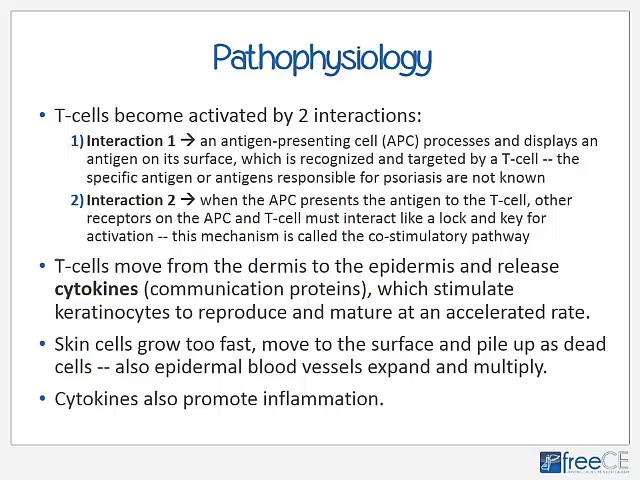 Pathophysiology
• T-cells become activated by 2 interactions:
1) Interaction 1 → an antigen-presenting cell (APC) processes and displays an
antigen on its surface, which is recognized and targeted by a T-cell -- the
specific antigen or antigens responsible for psoriasis are not known
2) Interaction 2 → when the APC presents the antigen to the T-cell, other
receptors on the APC and T-cell must interact like a lock and key for
activation -- this mechanism is called the co-stimulatory pathway
• T-cells move from the dermis to the epidermis and release
cytokines (communication proteins), which stimulate
keratinocytes to reproduce and mature at an accelerated rate.
• Skin cells grow too fast, move to the surface and pile up as dead
cells -- also epidermal blood vessels expand and multiply.
• Cytokines also promote inflammation.
freeCE